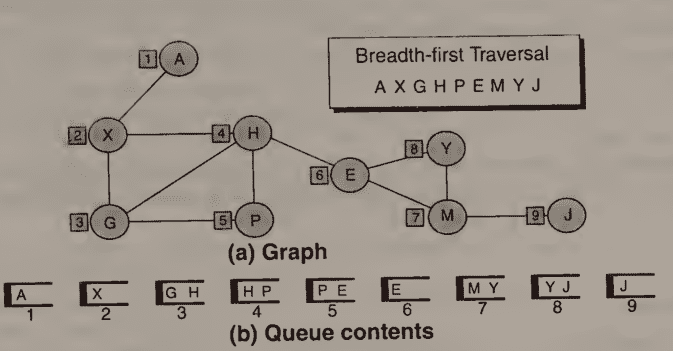 Breadth-first Traversal
A X G H P E M Y J
1 A
2 X
4 H
8 Y
6 E
3 G
5 P
7 M
9 J
(a) Graph
A
X
G H
H P
P E
E
M Y
Y J
J
1 2 3 4 5 6 7 8 9
(b) Queue contents